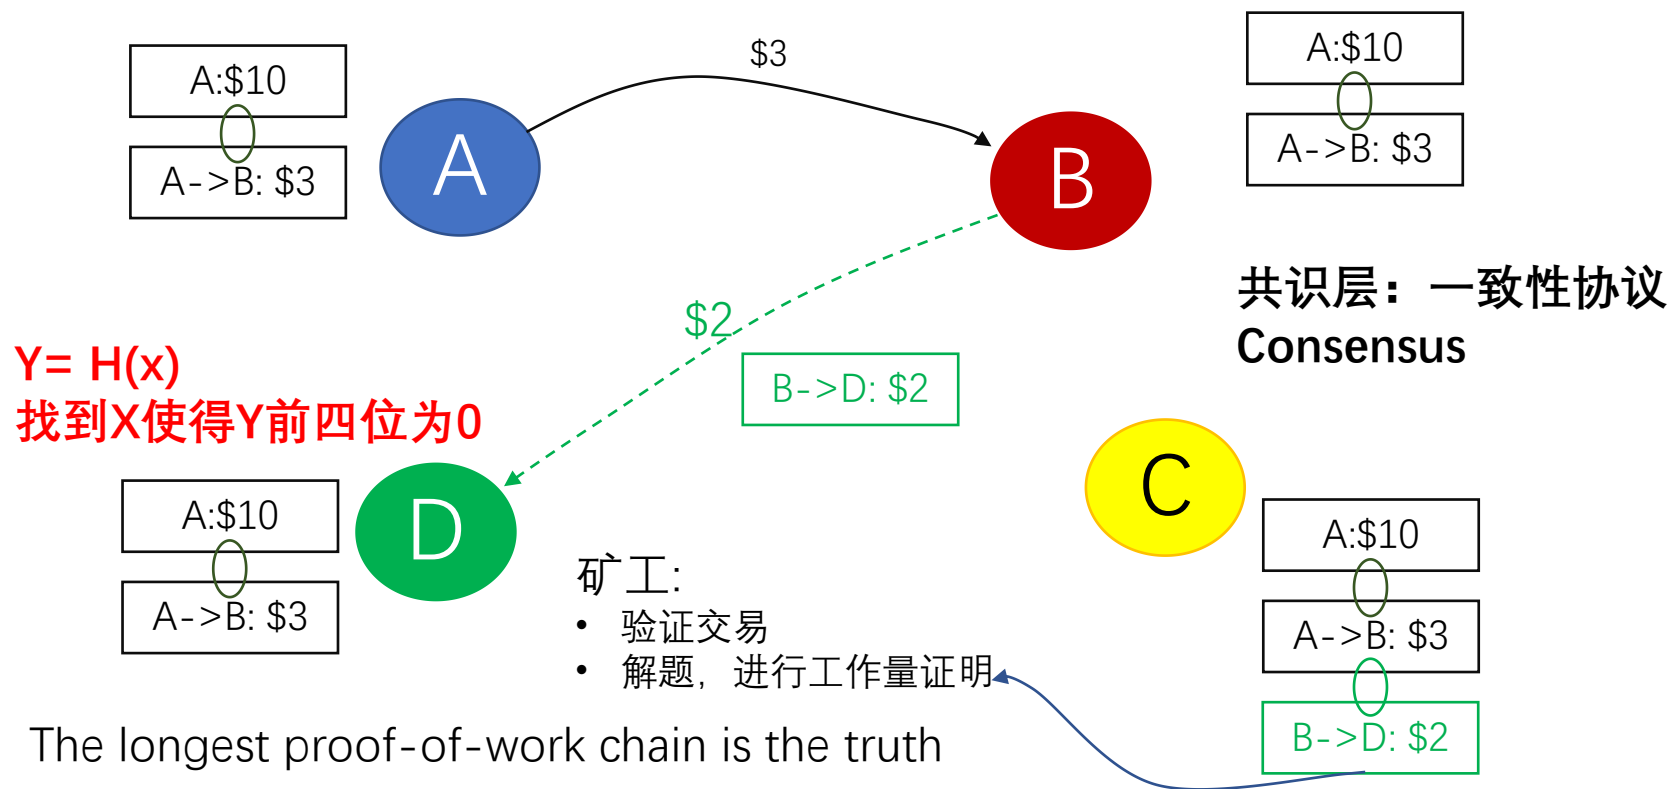 A:$10
A->B: $3
A
$3
B
A:$10
A->B: $3
共识层：一致性协议
Consensus
$2
B->D: $2
Y= H(x)
找到X使得Y前四位为0
A:$10
A->B: $3
D
C
A:$10
A->B: $3
B->D: $2
矿工:
• 验证交易
• 解题，进行工作量证明
The longest proof-of-work chain is the truth